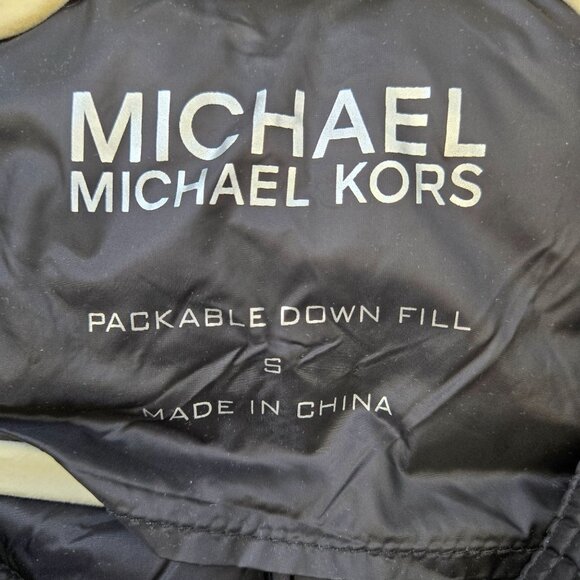 MICHAEL
MICHAEL KORS
PACKABLE DOWN FILL
S
MADE IN CHINA